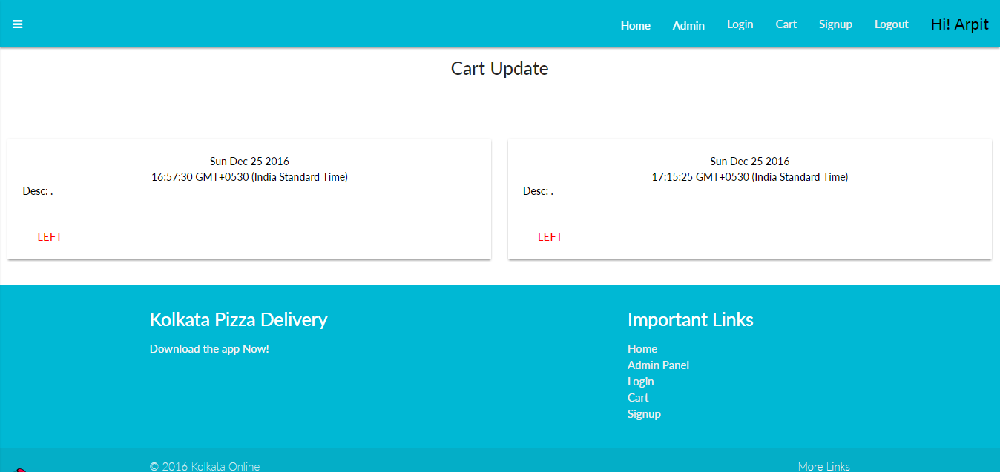 Home Admin Login Cart Signup Logout Hi! Arpit
Cart Update
Sun Dec 25 2016
16:57:30 GMT+0530 (India Standard Time)
Desc: .
LEFT
Sun Dec 25 2016
17:15:25 GMT+0530 (India Standard Time)
Desc: .
LEFT
Kolkata Pizza Delivery
Download the app Now!
Important Links
Home
Admin Panel
Login
Cart
Signup
© 2016 Kolkata Online
More Links